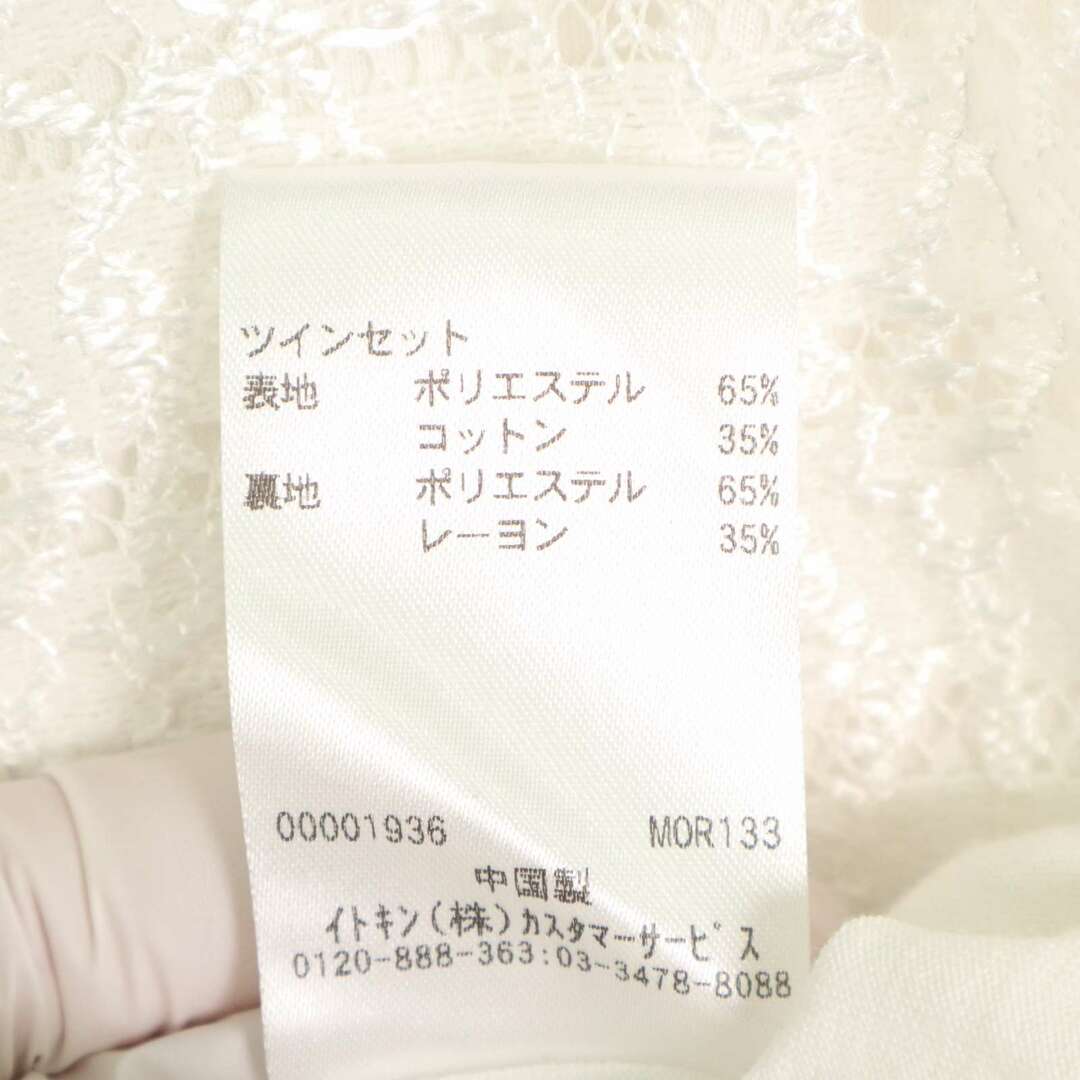 ツインセット
表地 ポリエステル 65%
コットン 35%
裏地 ポリエステル 65%
レーヨン 35%
00001936 MOR133
中国製
イトキン(株)カスタマーサービス
0120-888-363:03-3478-8088